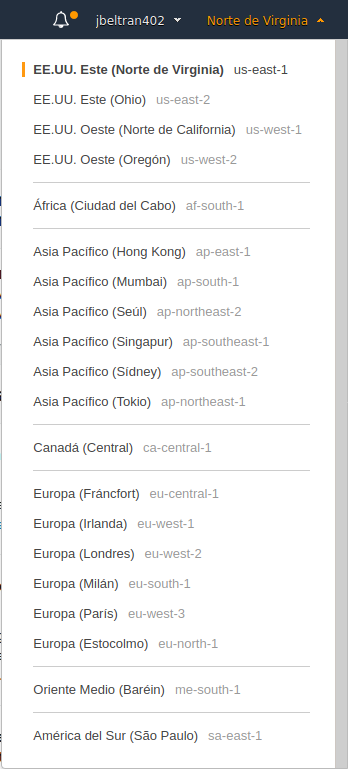 jbeltran402 Norte de Virginia
EE.UU. Este (Norte de Virginia) us-east-1
EE.UU. Este (Ohio) us-east-2
EE.UU. Oeste (Norte de California) us-west-1
EE.UU. Oeste (Oregón) us-west-2
África (Ciudad del Cabo) af-south-1
Asia Pacífico (Hong Kong) ap-east-1
Asia Pacífico (Mumbai) ap-south-1
Asia Pacífico (Seúl) ap-northeast-2
Asia Pacífico (Singapur) ap-southeast-1
Asia Pacífico (Sídney) ap-southeast-2
Asia Pacífico (Tokio) ap-northeast-1
Canadá (Central) ca-central-1
Europa (Fráncfort) eu-central-1
Europa (Irlanda) eu-west-1
Europa (Londres) eu-west-2
Europa (Milán) eu-south-1
Europa (París) eu-west-3
Europa (Estocolmo) eu-north-1
Oriente Medio (Baréin) me-south-1
América del Sur (São Paulo) sa-east-1